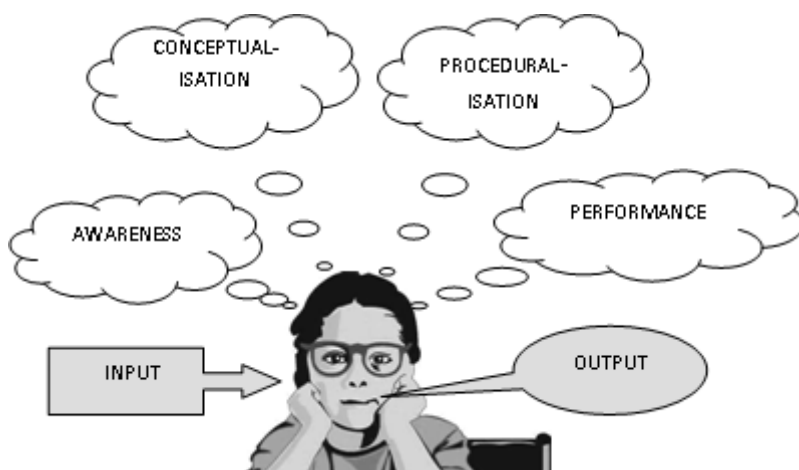 CONCEPTUAL-
ISATION
PROCEDURAL-
ISATION
AWARENESS
PERFORMANCE
INPUT
OUTPUT